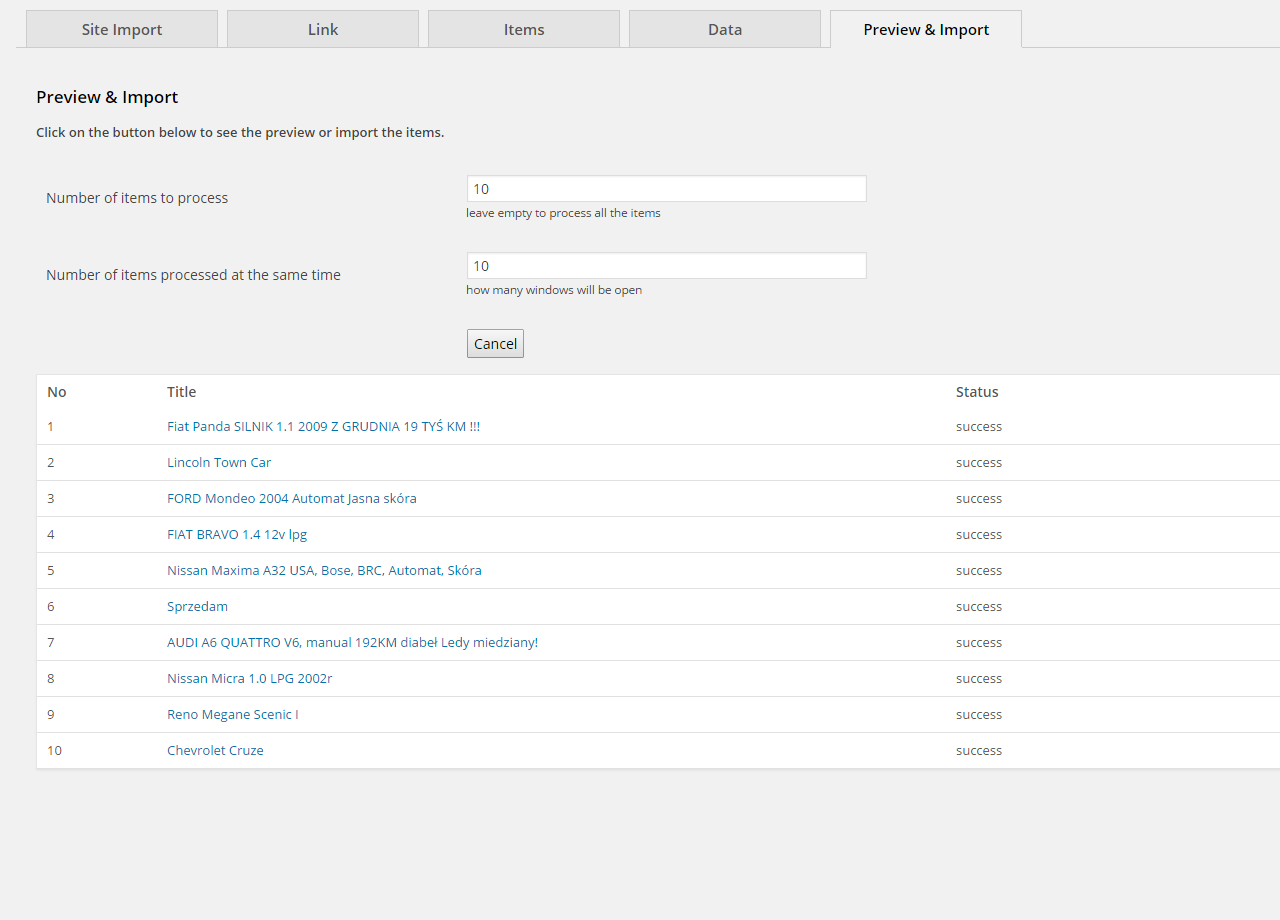 Site Import Link Items Data Preview & Import
Preview & Import
Click on the button below to see the preview or import the items.
Number of items to process 10
leave empty to process all the items
Number of items processed at the same time 10
how many windows will be open
Cancel
No Title Status
1 Fiat Panda SILNIK 1.1 2009 Z GRUDNIA 19 TYŚ KM !!! success
2 Lincoln Town Car success
3 FORD Mondeo 2004 Automat Jasna skóra success
4 FIAT BRAVO 1.4 12v lpg success
5 Nissan Maxima A32 USA, Bose, BRC, Automat, Skóra success
6 Sprzedam success
7 AUDI A6 QUATTRO V6, manual 192KM diabeł Ledy miedziany! success
8 Nissan Micra 1.0 LPG 2002r success
9 Reno Megane Scenic I success
10 Chevrolet Cruze success